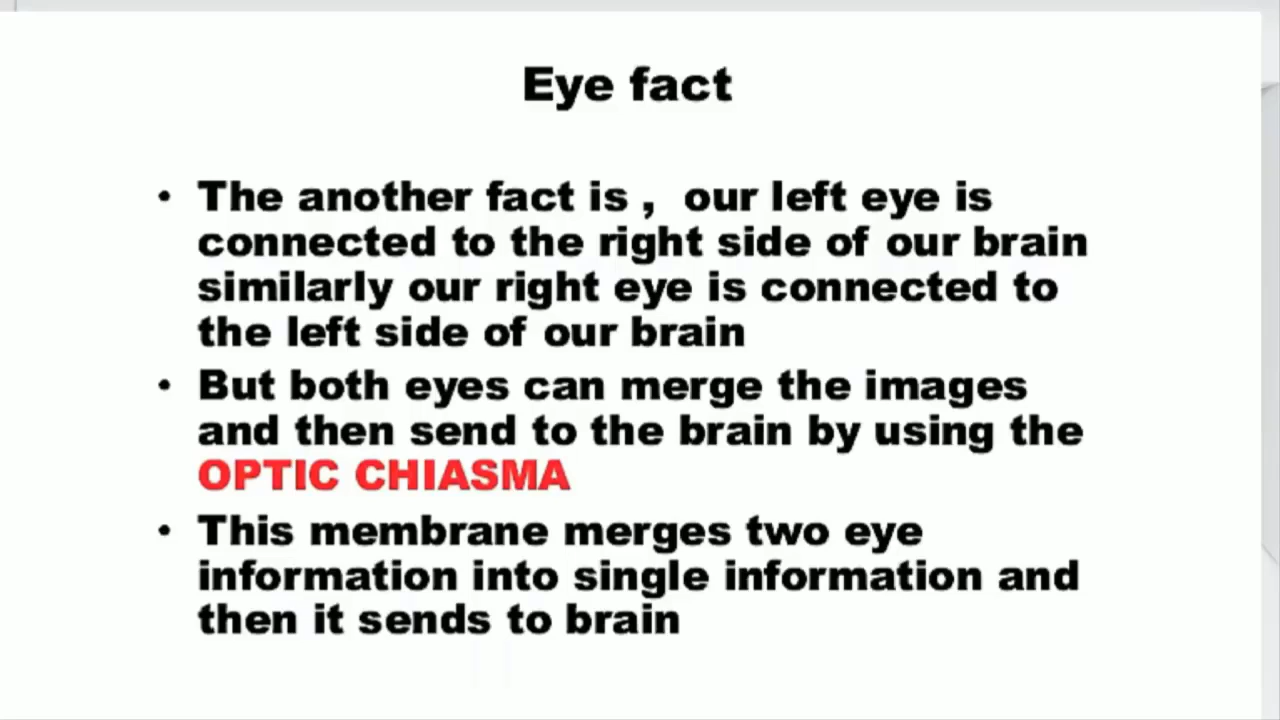 Eye fact
• The another fact is , our left eye is
connected to the right side of our brain
similarly our right eye is connected to
the left side of our brain
• But both eyes can merge the images
and then send to the brain by using the
OPTIC CHIASMA
• This membrane merges two eye
information into single information and
then it sends to brain